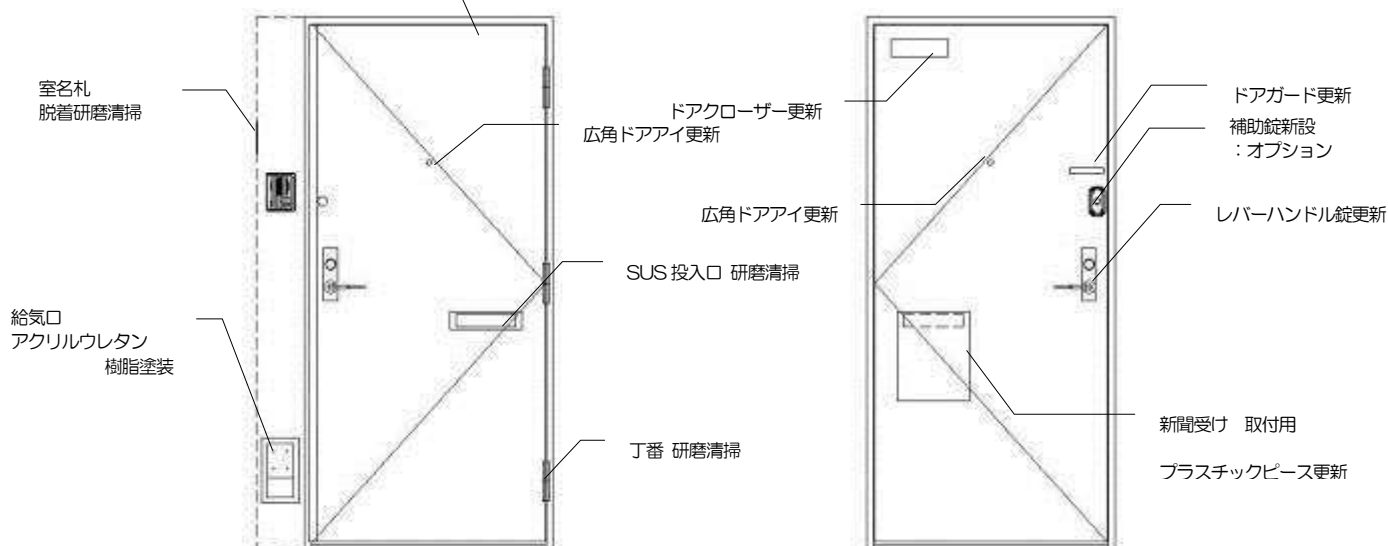 室名札
脱着研磨清掃
広角ドアアイ更新
SUS 投入口 研磨清掃
給気口
アクリルウレタン
樹脂塗装
丁番 研磨清掃
ドアクローザー更新
広角ドアアイ更新
ドアガード更新
補助錠新設
：オプション
レバーハンドル錠更新
新聞受け　取付用
プラスチックピース更新